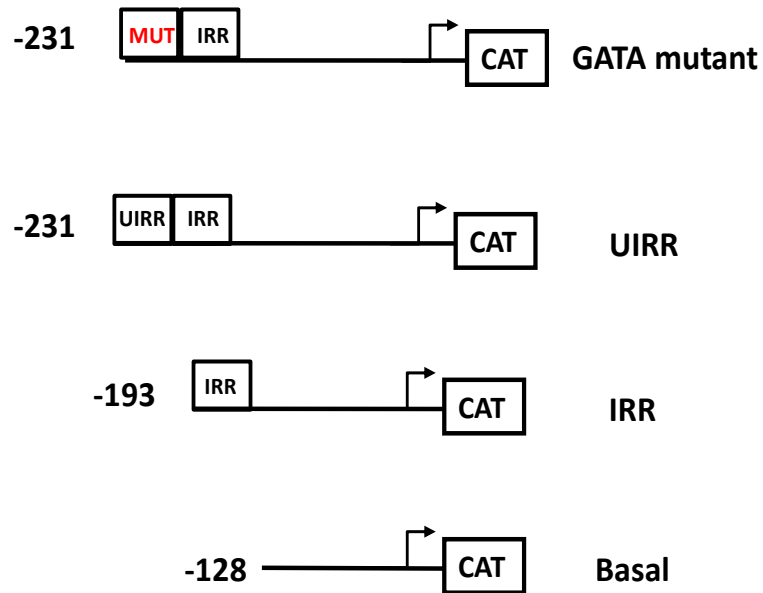 -231 MUT IRR CAT GATA mutant
-231 UIRR IRR CAT UIRR
-193 IRR CAT IRR
-128 CAT Basal